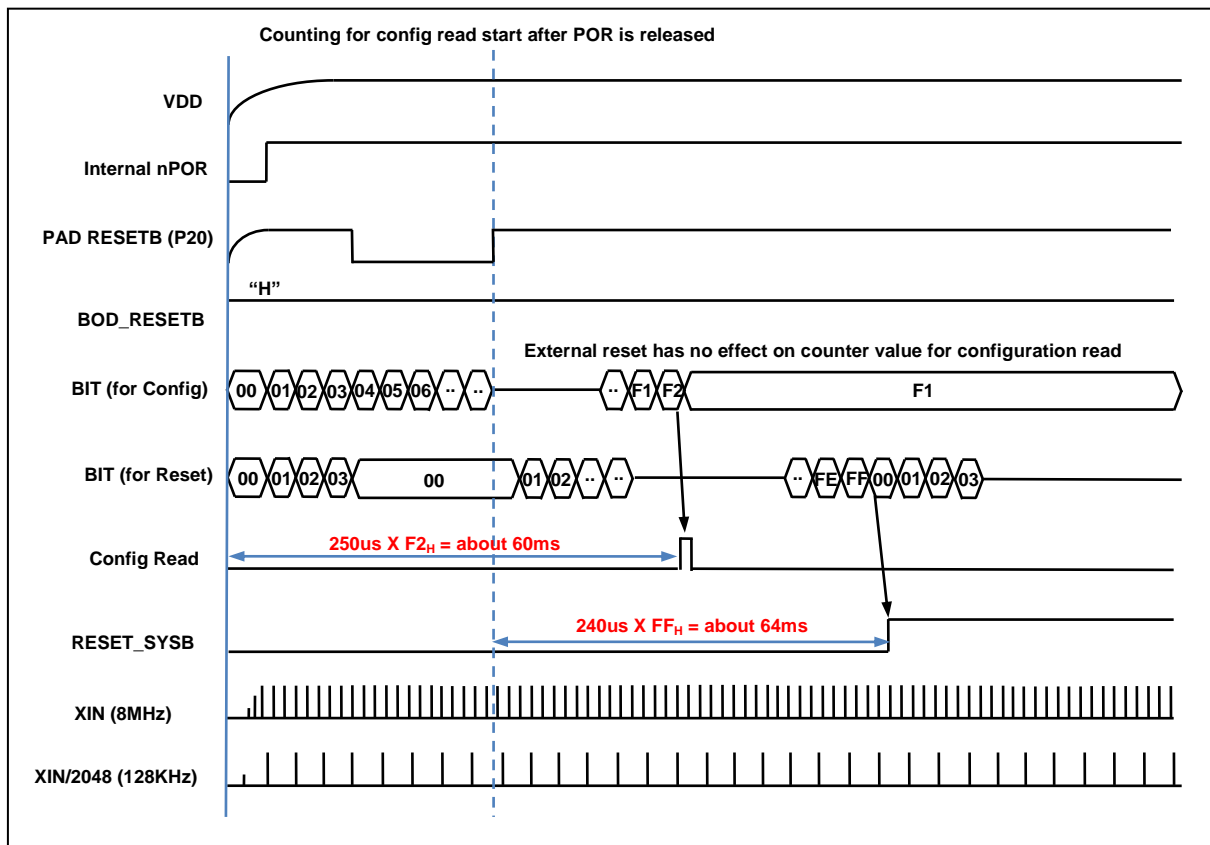 Counting for config read start after POR is released
VDD
Internal nPOR
PAD RESETB (P20)
“H”
BOD_RESETB
External reset has no effect on counter value for configuration read
BIT (for Config) 00 01 02 03 04 05 06 .. .. .. F1 F2 F1
BIT (for Reset) 00 01 02 03 00 01 02 .. .. .. FE FF 00 01 02 03
250us X F2H = about 60ms
Config Read
240us X FFH = about 64ms
RESET_SYSB
XIN (8MHz)
XIN/2048 (128KHz)